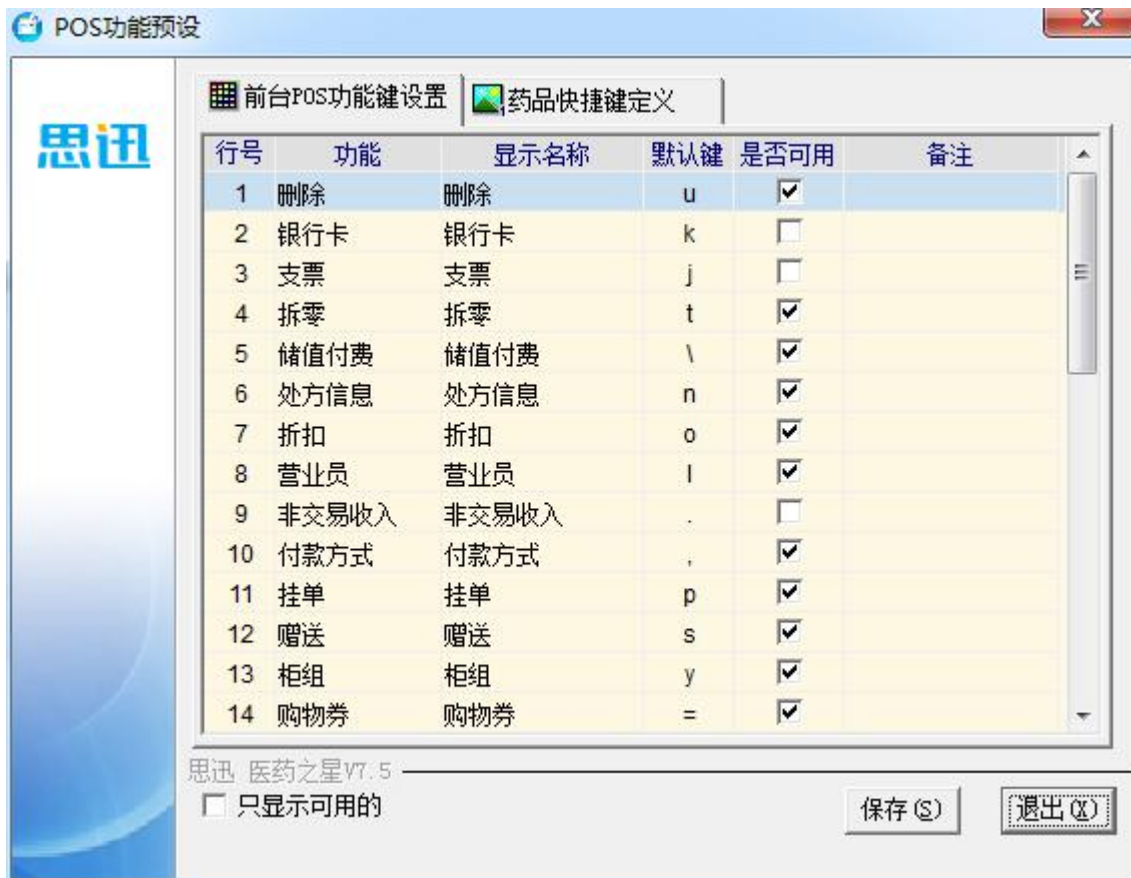 POS功能预设
前台POS功能键设置 药品快捷键定义
思迅
行号 功能 显示名称 默认键 是否可用 备注
1 删除 删除 u
2 银行卡 银行卡 k
3 支票 支票 j
4 拆零 拆零 t
5 储值付费 储值付费 \
6 处方信息 处方信息 n
7 折扣 折扣 o
8 营业员 营业员 l
9 非交易收入 非交易收入 .
10 付款方式 付款方式 ,
11 挂单 挂单 p
12 赠送 赠送 s
13 柜组 柜组 y
14 购物券 购物券 =
思迅 医药之星V7.5
只显示可用的
保存(S) 退出(X)